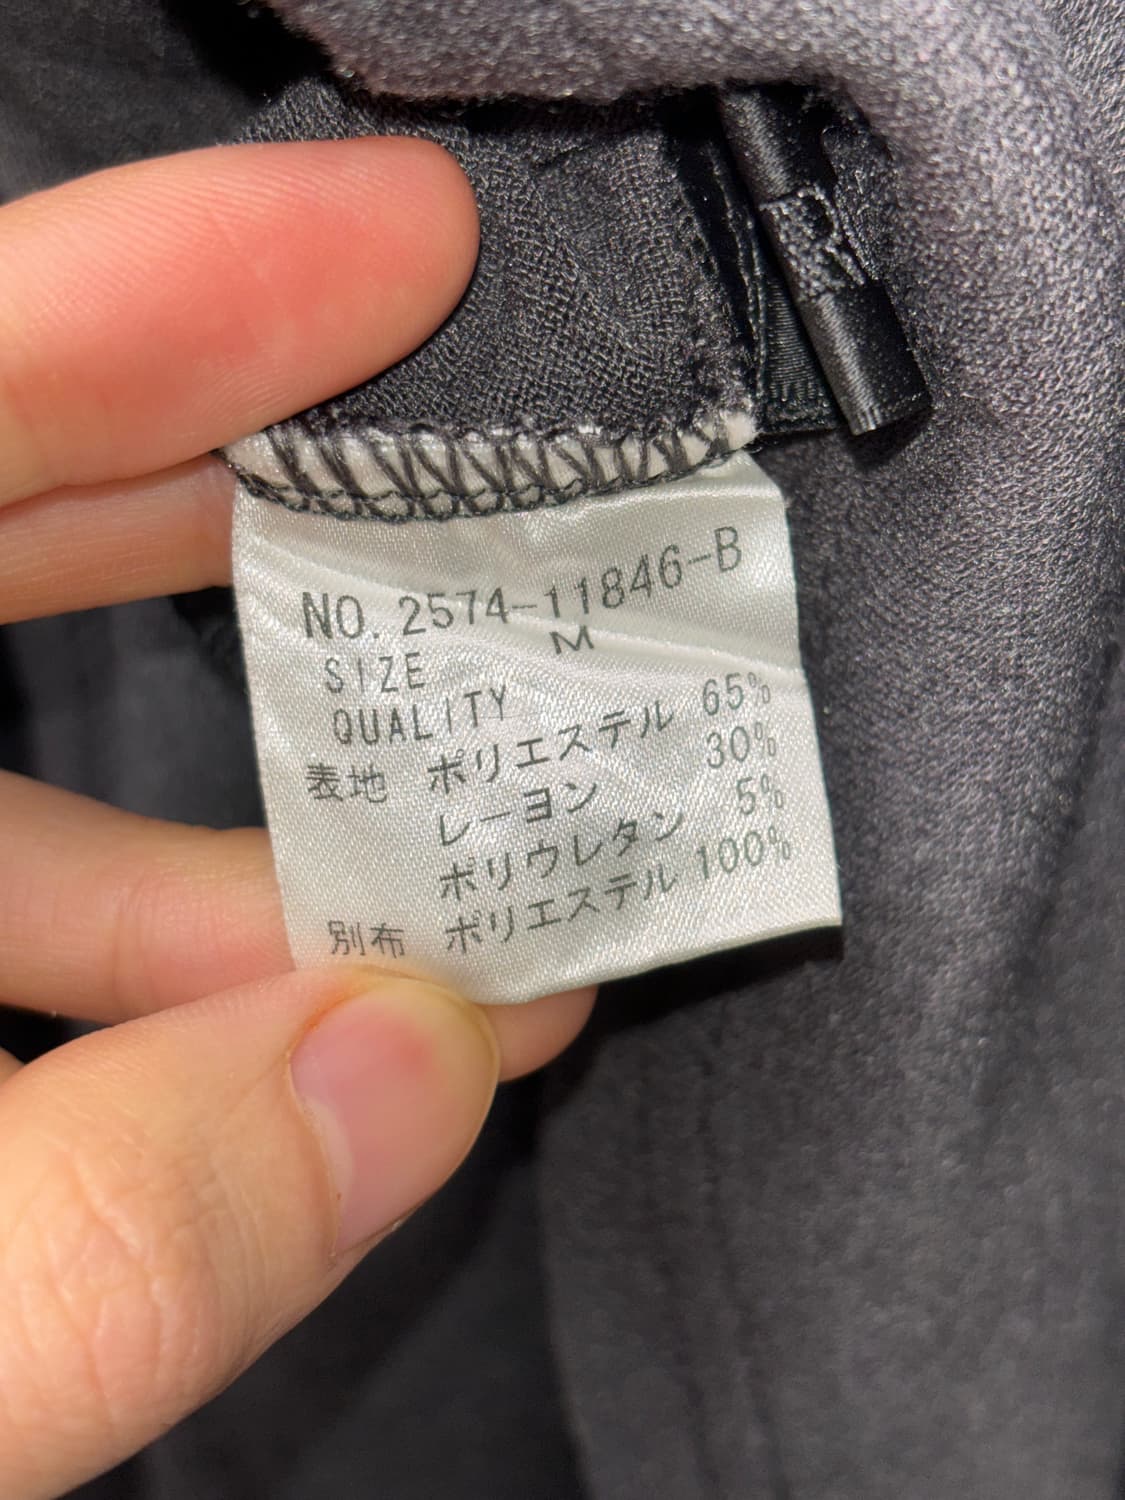 NO. 2574-11846-B
SIZE M
QUALITY
表地 ポリエステル 65%
レーヨン 30%
ポリウレタン 5%
別布 ポリエステル 100%